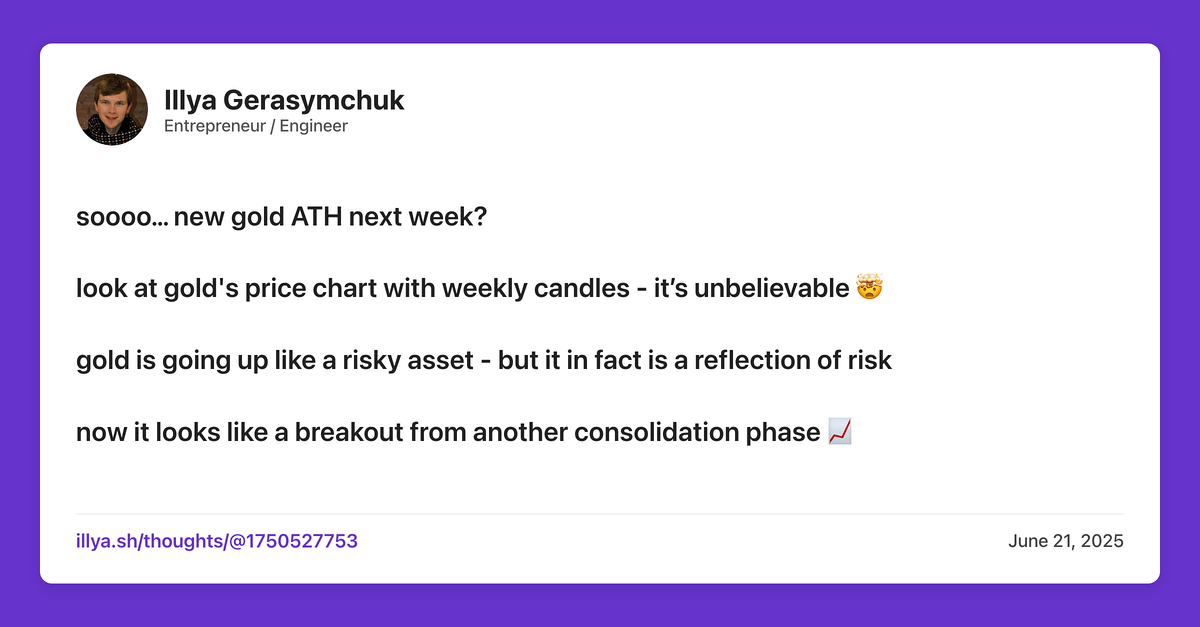 Illya Gerasymchuk
Entrepreneur / Engineer
soooo... new gold ATH next week?
look at gold's price chart with weekly candles - it’s unbelievable 🤯
gold is going up like a risky asset - but it in fact is a reflection of risk
now it looks like a breakout from another consolidation phase 📈
illya.sh/thoughts/@1750527753
June 21, 2025